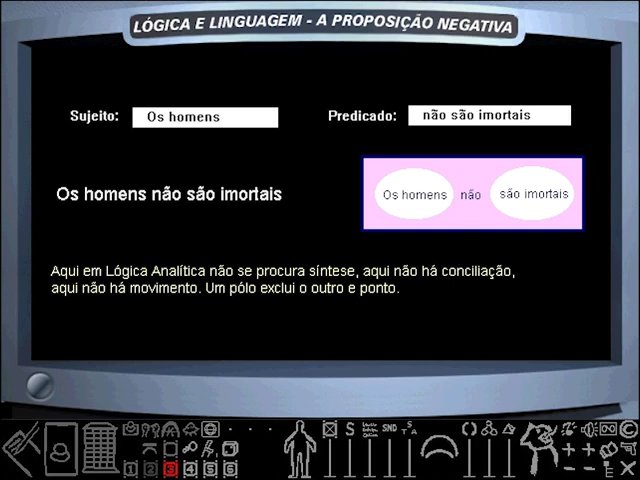 LÓGICA E LINGUAGEM - A PROPOSIÇÃO NEGATIVA
Sujeito: Os homens Predicado: não são imortais
Os homens não são imortais
Os homens não são imortais
Aqui em Lógica Analítica não se procura síntese, aqui não há conciliação,
aqui não há movimento. Um pólo exclui o outro e ponto.
S SND
1 2 3 4 5 6